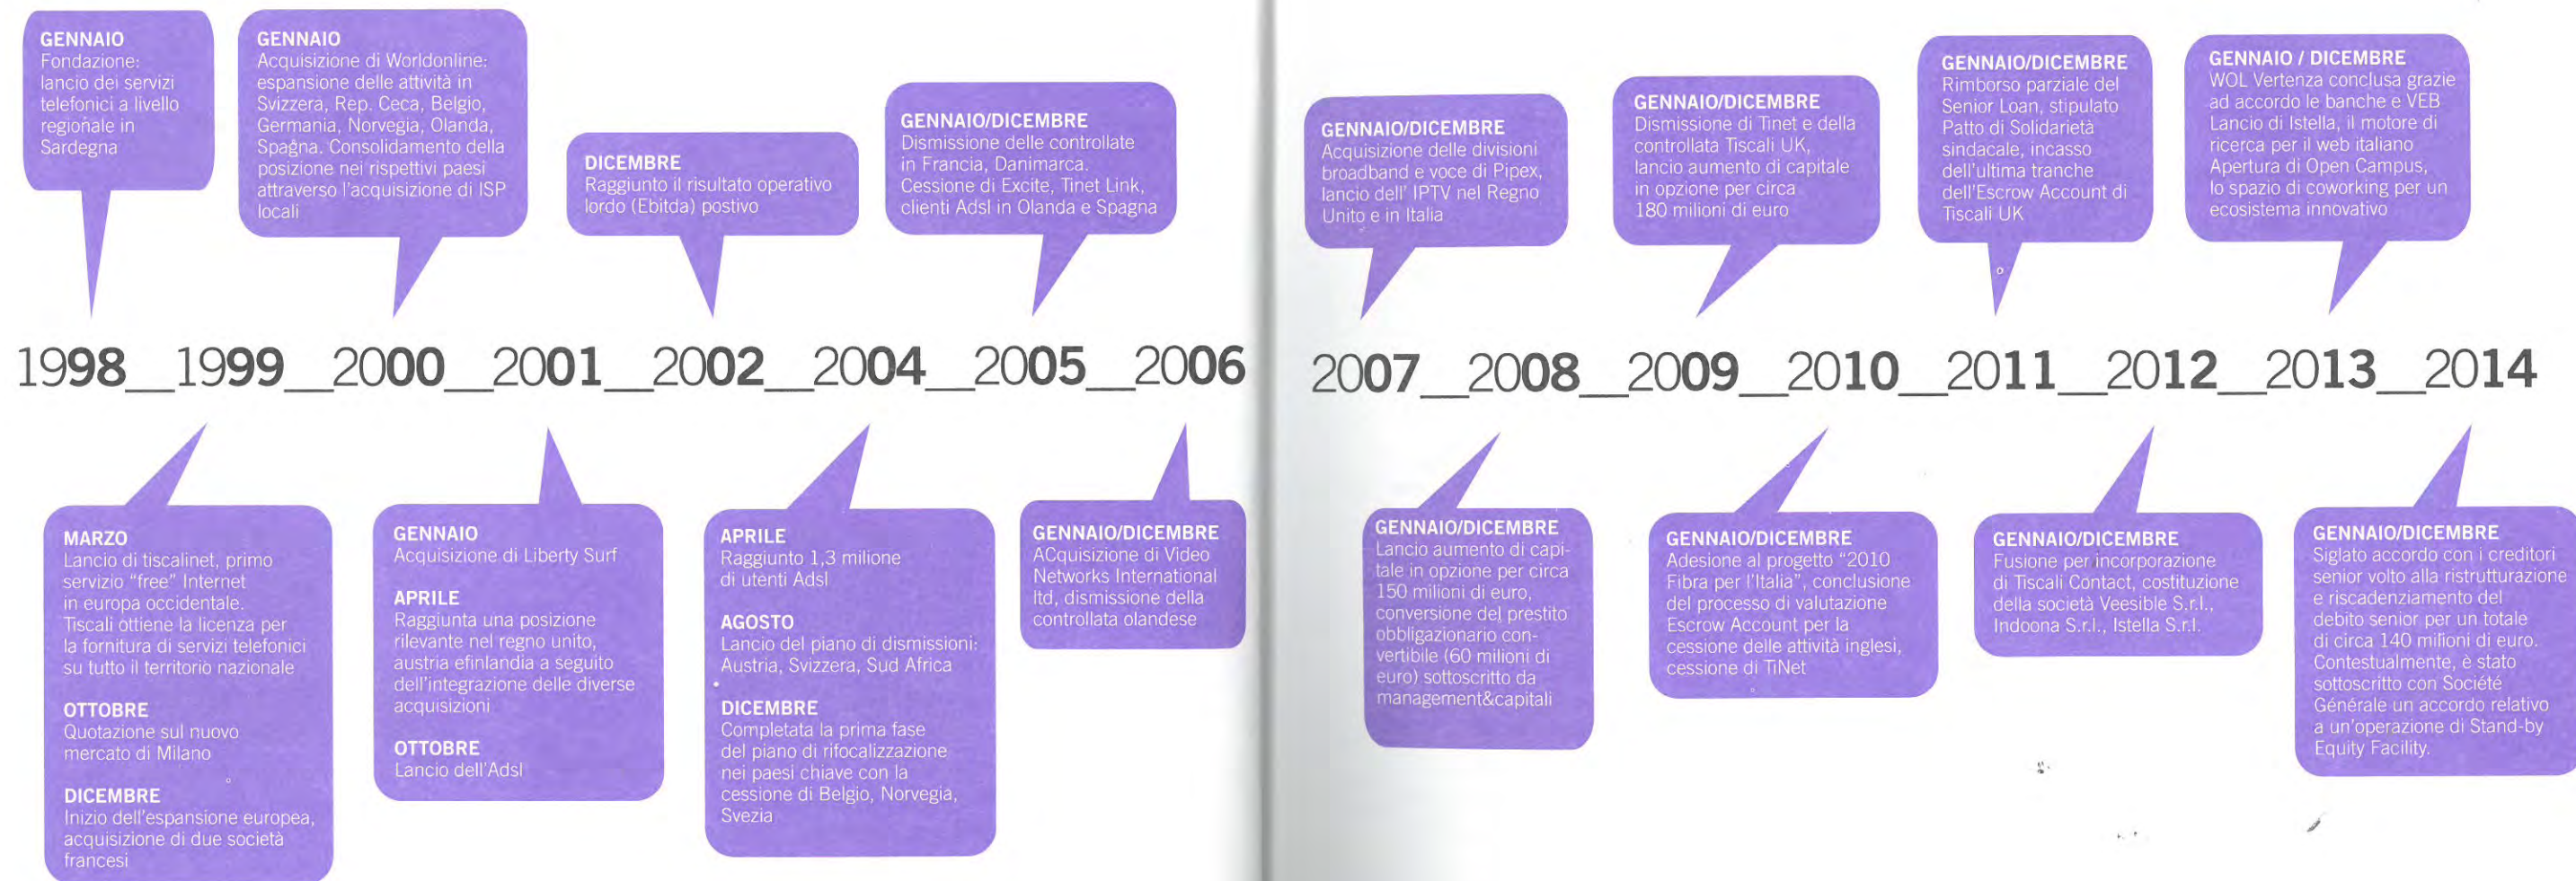 GENNAIO
Fondazione:
lancio dei servizi
telefonici a livello
regionale in
Sardegna
GENNAIO
Acquisizione di Worldonline:
espansione delle attività in
Svizzera, Rep. Ceca, Belgio,
Germania, Norvegia, Olanda,
Spagna. Consolidamento della
posizione nei rispettivi paesi
attraverso l'acquisizione di ISP
locali
DICEMBRE
Raggiunto il risultato operativo
lordo (Ebitda) postivo
GENNAIO/DICEMBRE
Dismissione delle controllate
in Francia, Danimarca.
Cessione di Excite, Tinet Link,
clienti Adsl in Olanda e Spagna
GENNAIO/DICEMBRE
Acquisizione delle divisioni
broadband e voce di Pipex,
lancio dell' IPTV nel Regno
Unito e in Italia
GENNAIO/DICEMBRE
Dismissione di Tinet e della
controllata Tiscali UK,
lancio aumento di capitale
in opzione per circa
180 milioni di euro
GENNAIO/DICEMBRE
Rimborso parziale del
Senior Loan, stipulato
Patto di Solidarietà
sindacale, incasso
dell'ultima tranche
dell'Escrow Account di
Tiscali UK
GENNAIO / DICEMBRE
WOL Vertenza conclusa grazie
ad accordo le banche e VEB
Lancio di Istella, il motore di
ricerca per il web italiano
Apertura di Open Campus,
lo spazio di coworking per un
ecosistema innovativo
1998__1999__2000__2001__2002__2004__2005__2006
2007__2008__2009__2010__2011__2012__2013__2014
MARZO
Lancio di tiscalinet, primo
servizio "free" Internet
in europa occidentale.
Tiscali ottiene la licenza per
la fornitura di servizi telefonici
su tutto il territorio nazionale
OTTOBRE
Quotazione sul nuovo
mercato di Milano
DICEMBRE
Inizio dell'espansione europea,
acquisizione di due società
francesi
GENNAIO
Acquisizione di Liberty Surf
APRILE
Raggiunta una posizione
rilevante nel regno unito,
austria efinlandia a seguito
dell'integrazione delle diverse
acquisizioni
OTTOBRE
Lancio dell'Adsl
APRILE
Raggiunto 1,3 milione
di utenti Adsl
AGOSTO
Lancio del piano di dismissioni:
Austria, Svizzera, Sud Africa
DICEMBRE
Completata la prima fase
del piano di rifocalizzazione
nei paesi chiave con la
cessione di Belgio, Norvegia,
Svezia
GENNAIO/DICEMBRE
ACquisizione di Video
Networks International
ltd, dismissione della
controllata olandese
GENNAIO/DICEMBRE
Lancio aumento di capi-
tale in opzione per circa
150 milioni di euro,
conversione del prestito
obbligazionario con-
vertibile (60 milioni di
euro) sottoscritto da
management&capitali
GENNAIO/DICEMBRE
Adesione al progetto "2010
Fibra per l'Italia", conclusione
del processo di valutazione
Escrow Account per la
cessione delle attività inglesi,
cessione di TiNet
GENNAIO/DICEMBRE
Fusione per incorporazione
di Tiscali Contact, costituzione
della società Veesible S.r.l.,
Indoona S.r.l., Istella S.r.l.
GENNAIO/DICEMBRE
Siglato accordo con i creditori
senior volto alla ristrutturazione
e riscadenziamento del
debito senior per un totale
di circa 140 milioni di euro.
Contestualmente, è stato
sottoscritto con Société
Générale un accordo relativo
a un'operazione di Stand-by
Equity Facility.